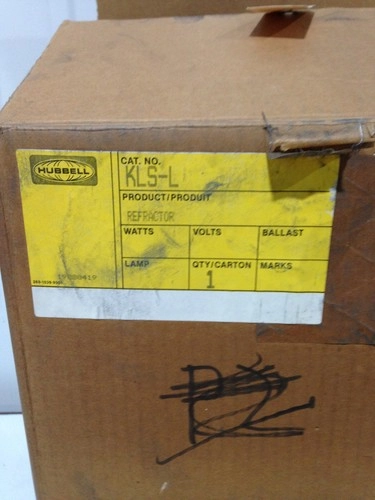 HUBBELL
CAT. NO.
KLS-L
PRODUCT/PRODUIT
REFRACTOR
WATTS VOLTS BALLAST
LAMP QTY/CARTON MARKS
1